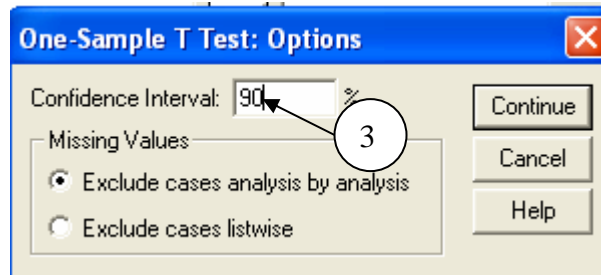 One-Sample T Test: Options
Confidence Interval: 90 %
3
Continue
Missing Values
Exclude cases analysis by analysis
Cancel
Exclude cases listwise
Help